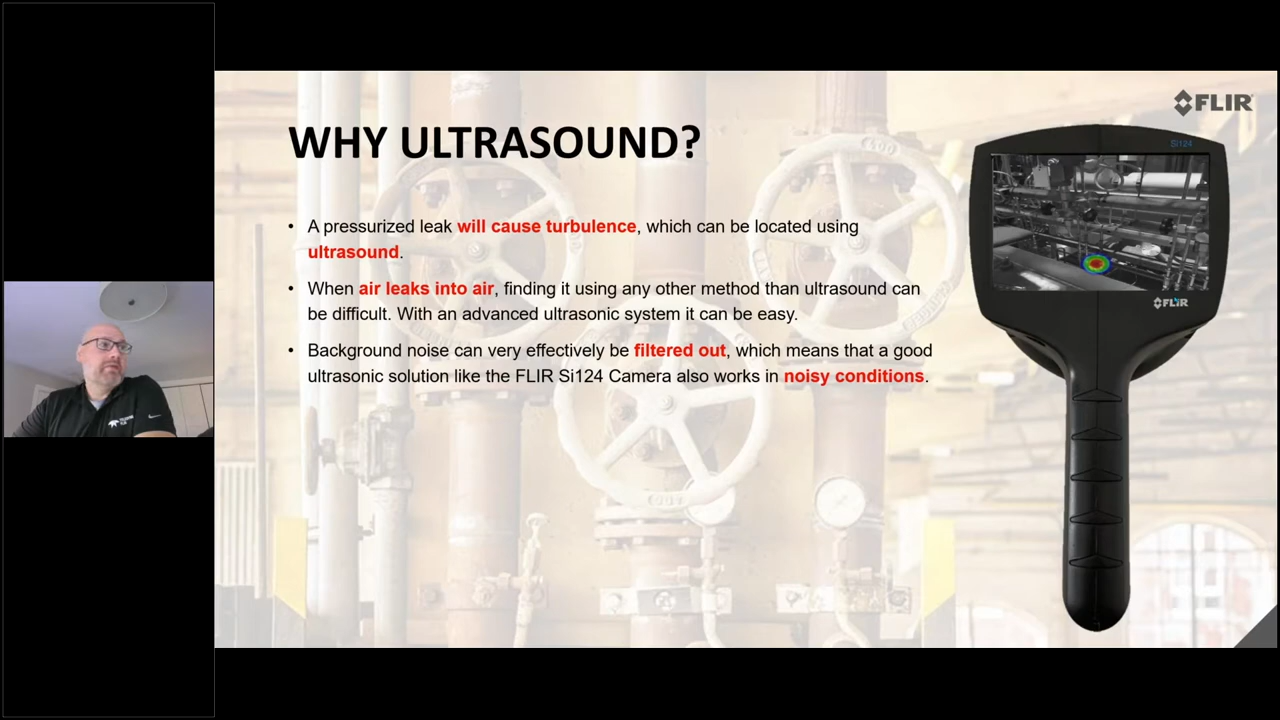 FLIR
WHY ULTRASOUND?
Si124
• A pressurized leak will cause turbulence, which can be located using
ultrasound.
• When air leaks into air, finding it using any other method than ultrasound can
be difficult. With an advanced ultrasonic system it can be easy.
FLIR
• Background noise can very effectively be filtered out, which means that a good
ultrasonic solution like the FLIR Si124 Camera also works in noisy conditions.